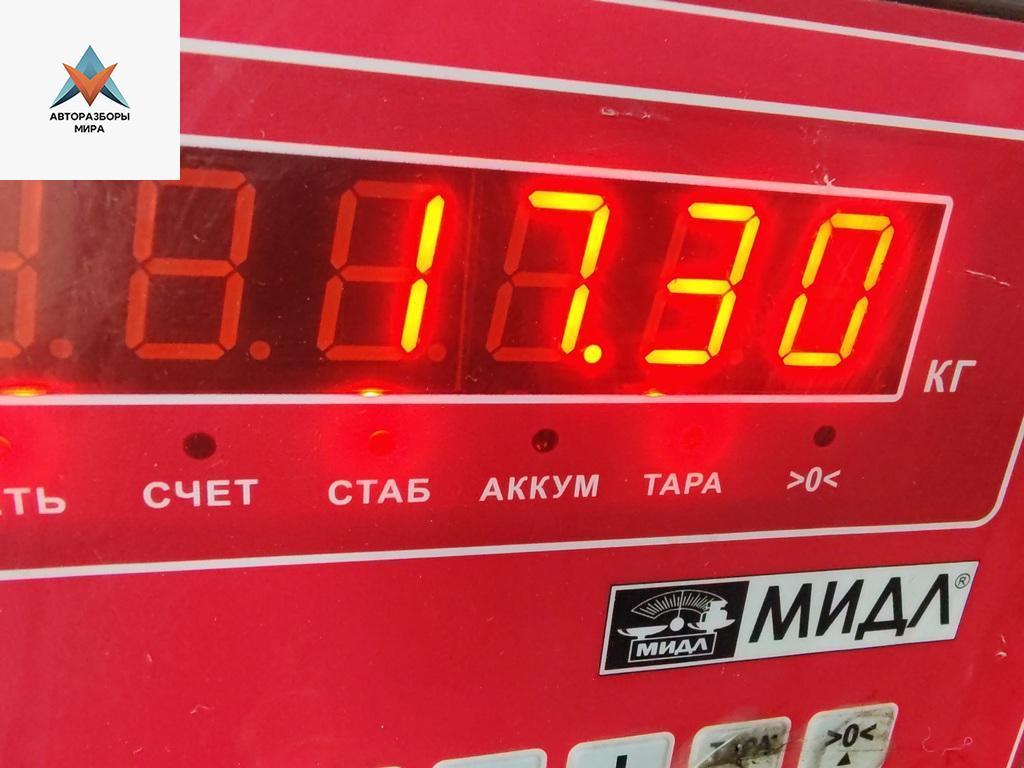 АВТОРАЗБОРЫ
МИРА
17.30
КГ
СЧЕТ СТАБ АККУМ ТАРА >0<
МИДЛ МИДЛ®
>0<